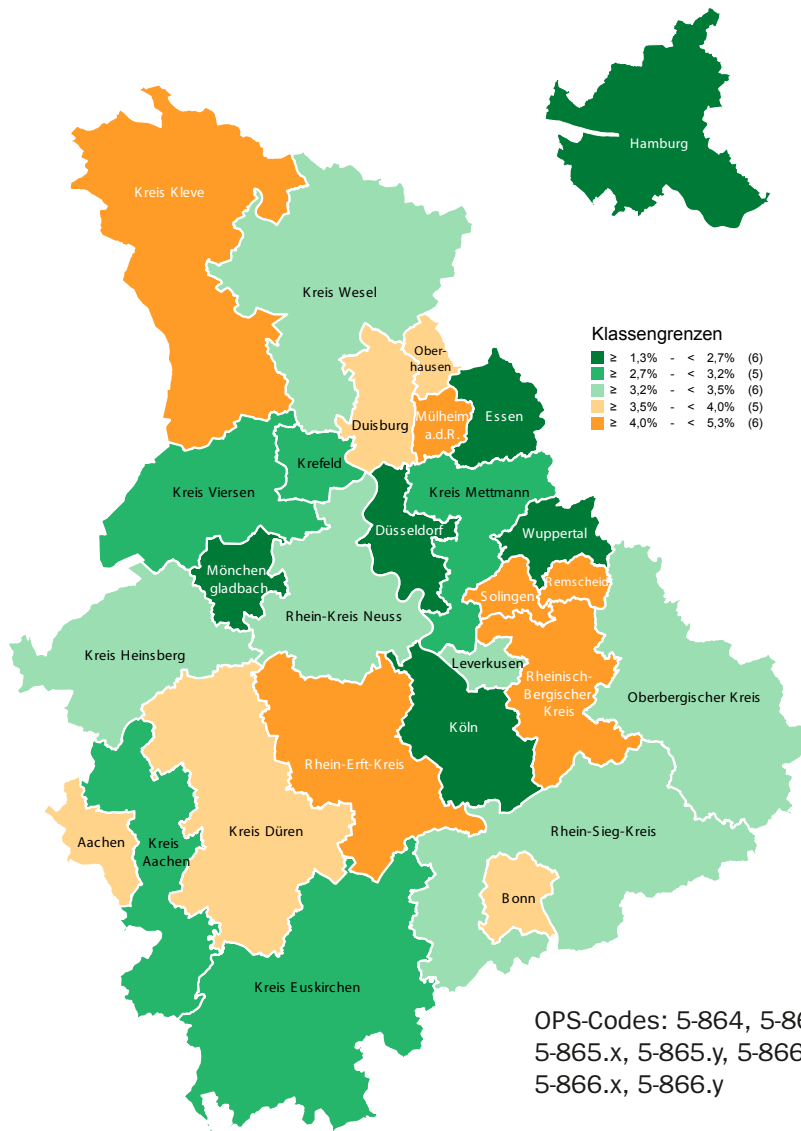 Hamburg
Kreis Kleve
Kreis Wesel
Klassengrenzen
≥ 1,3% - < 2,7% (6)
≥ 2,7% - < 3,2% (5)
≥ 3,2% - < 3,5% (6)
≥ 3,5% - < 4,0% (5)
≥ 4,0% - < 5,3% (6)
Ober-
hausen
Duisburg
Mülheim
a.d.R.
Essen
Krefeld
Kreis Viersen
Kreis Mettmann
Düsseldorf
Wuppertal
Mönchen
gladbach
Remscheid
Solingen
Rhein-Kreis Neuss
Kreis Heinsberg
Leverkusen
Rheinisch-
Bergischer
Kreis
Oberbergischer Kreis
Köln
Rhein-Erft-Kreis
Aachen
Kreis
Aachen
Kreis Düren
Rhein-Sieg-Kreis
Bonn
Kreis Euskirchen
OPS-Codes: 5-864, 5-86
5-865.x, 5-865.y, 5-866
5-866.x, 5-866.y